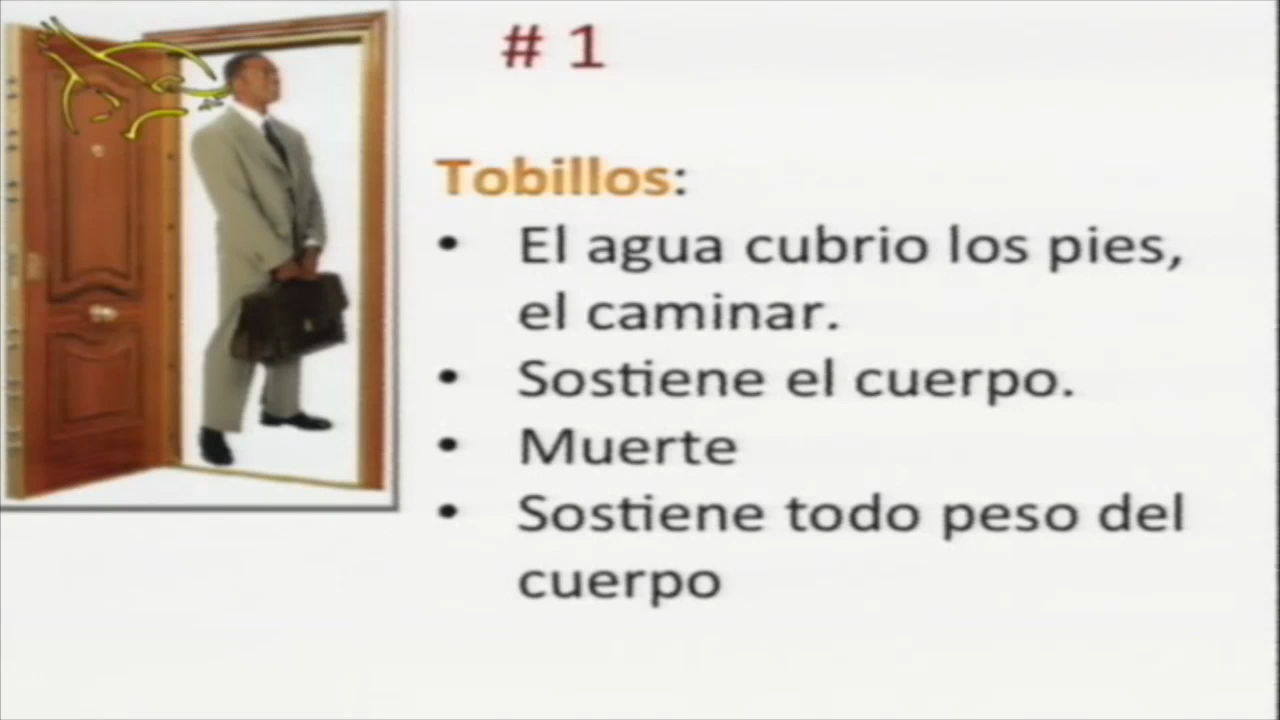 # 1
Tobillos:
• El agua cubrio los pies,
el caminar.
• Sostiene el cuerpo.
• Muerte
• Sostiene todo peso del
cuerpo